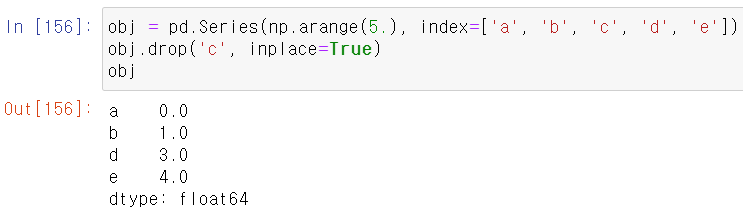 In [156]: obj = pd.Series(np.arange(5.), index=['a', 'b', 'c', 'd', 'e'])
obj.drop('c', inplace=True)
obj
Out[156]: a    0.0
b    1.0
d    3.0
e    4.0
dtype: float64